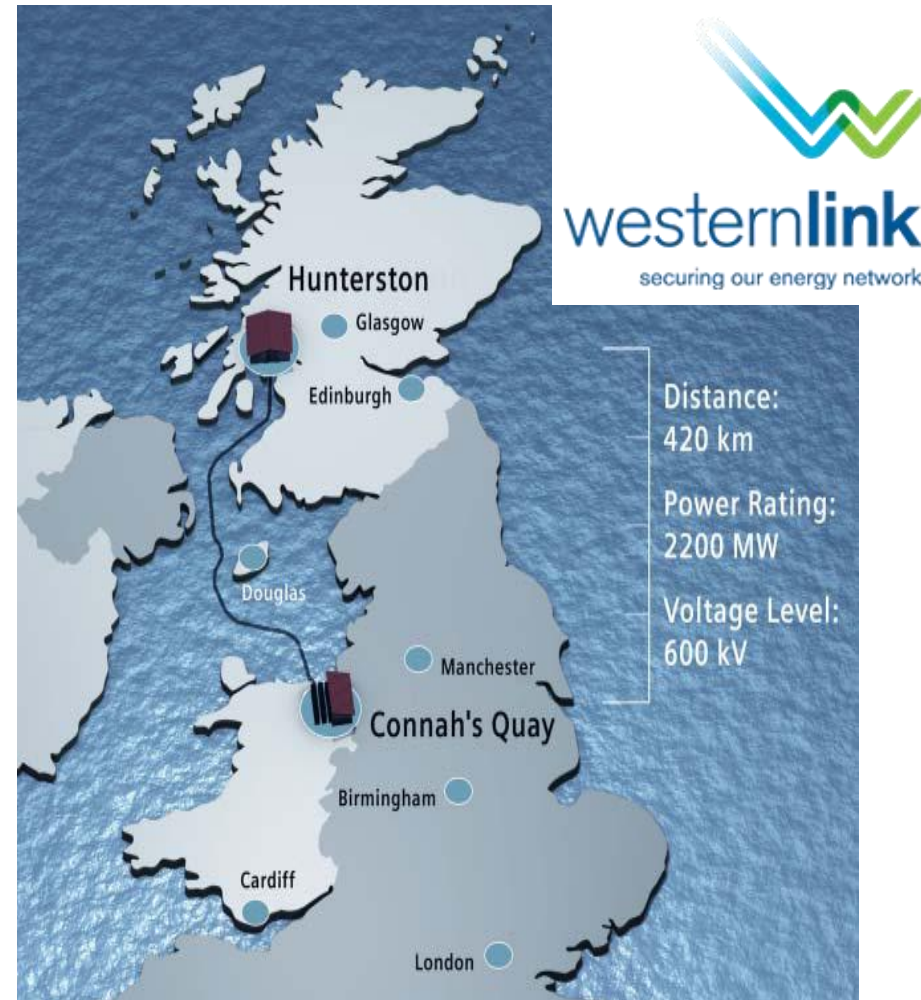 westernlink
securing our energy network
Hunterston
Glasgow
Edinburgh
Distance:
420 km
Power Rating:
2200 MW
Voltage Level:
600 kV
Douglas
Manchester
Connah's Quay
Birmingham
Cardiff
London